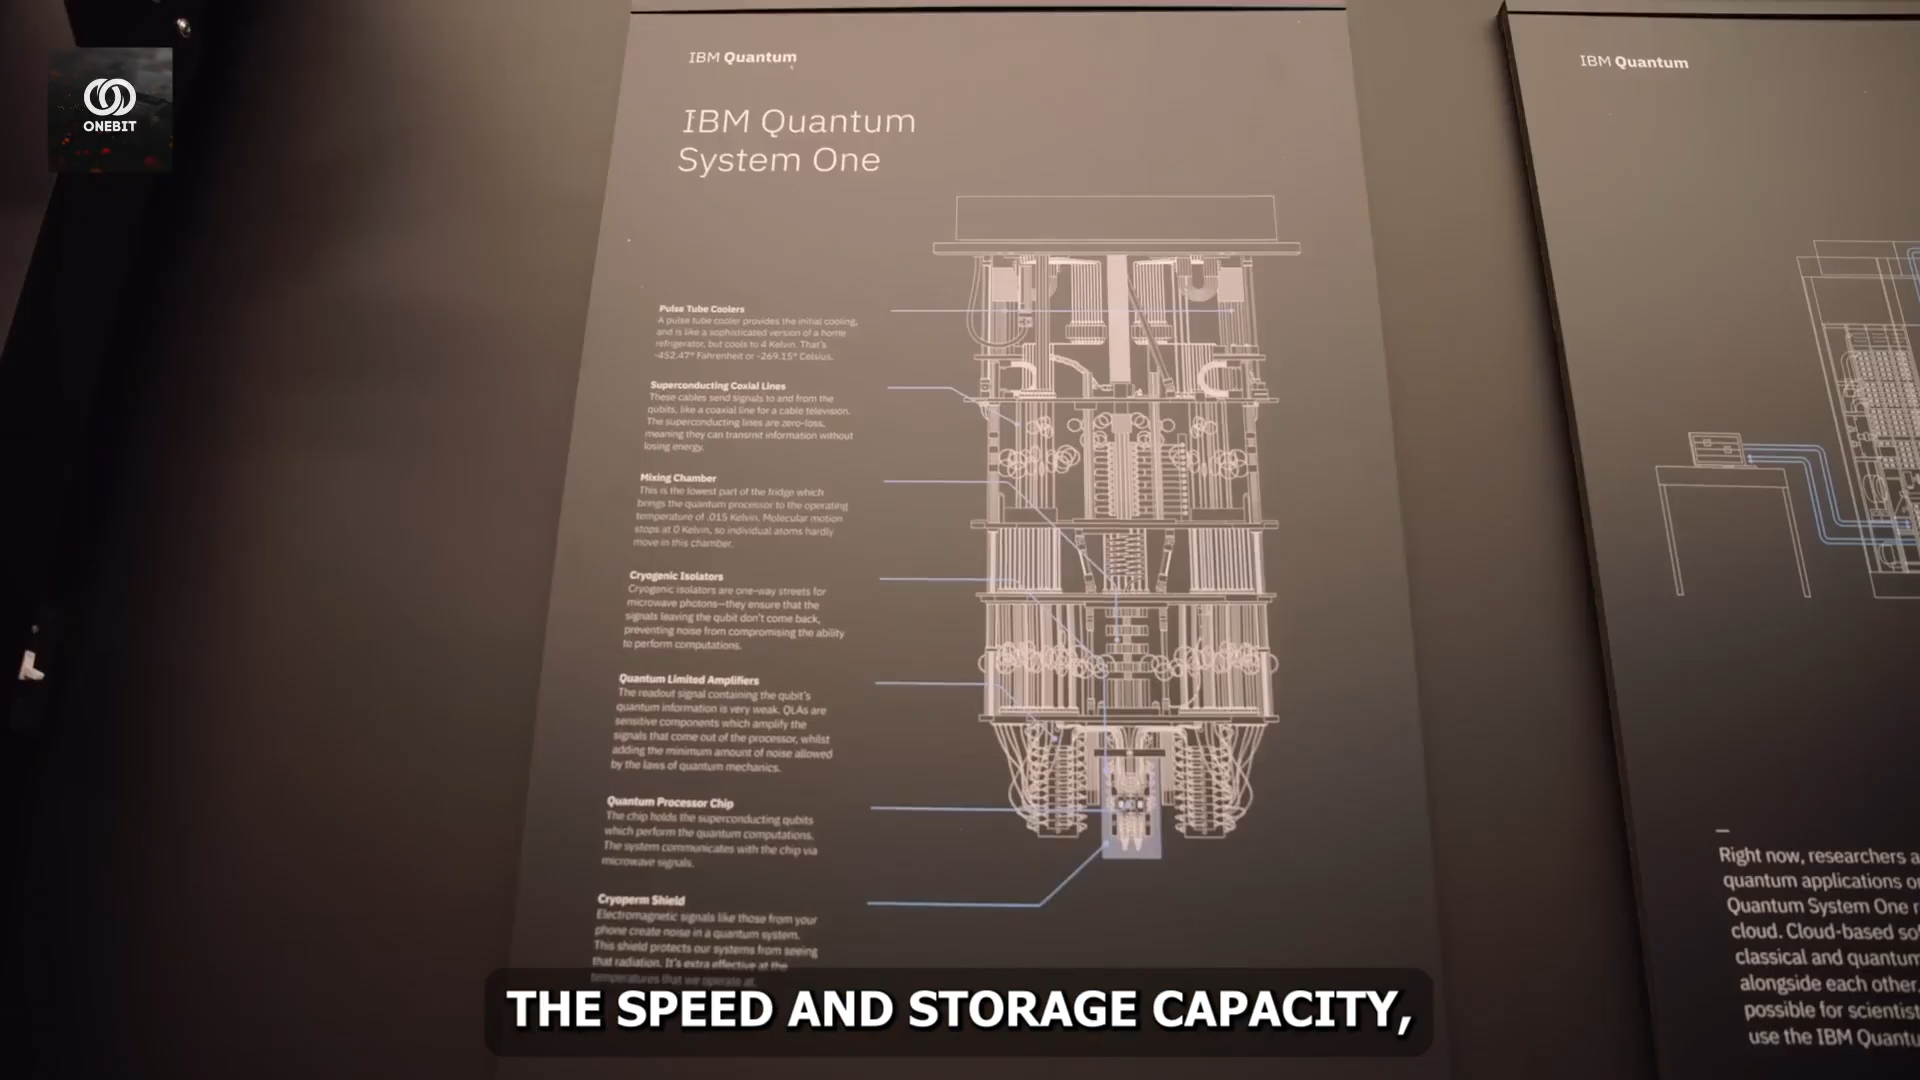 ONEBIT
IBM Quantum
IBM Quantum
System One
Pulse Tube Coolers
A pulse tube cooler provides the initial cooling,
and is like a sophisticated version of a home
refrigerator, but cools to 4 Kelvin. That's
-452.47° Fahrenheit or -269.15° Celsius.
Superconducting Coxial Lines
These cables send signals to and from the
qubits, like a coaxial line for a cable television.
The superconducting lines are zero-loss,
meaning they can transmit information without
losing energy.
Mixing Chamber
This is the lowest part of the fridge which
brings the quantum processor to the operating
temperature of .015 Kelvin. Molecular motion
stops at 0 Kelvin, so individual atoms hardly
move in this chamber.
Cryogenic Isolators
Cryogenic isolators are one-way streets for
microwave photons—they ensure that the
signals leaving the qubit don't come back,
preventing noise from compromising the ability
to perform computations.
Quantum Limited Amplifiers
The readout signal containing the qubit's
quantum information is very weak. QLAs are
sensitive components which amplify the
signals that come out of the processor, whilst
adding the minimum amount of noise allowed
by the laws of quantum mechanics.
Quantum Processor Chip
The chip holds the superconducting qubits
which perform the quantum computations.
The system communicates with the chip via
microwave signals.
Cryoperm Shield
Electromagnetic signals like those from your
phone create noise in a quantum system.
This shield protects our systems from seeing
that radiation. It's extra effective at the
temperatures that we operate at.
IBM Quantum
Right now, researchers a
quantum applications o
Quantum System One r
cloud. Cloud-based so
classical and quantum
alongside each other,
possible for scientist
use the IBM Quantu
THE SPEED AND STORAGE CAPACITY,